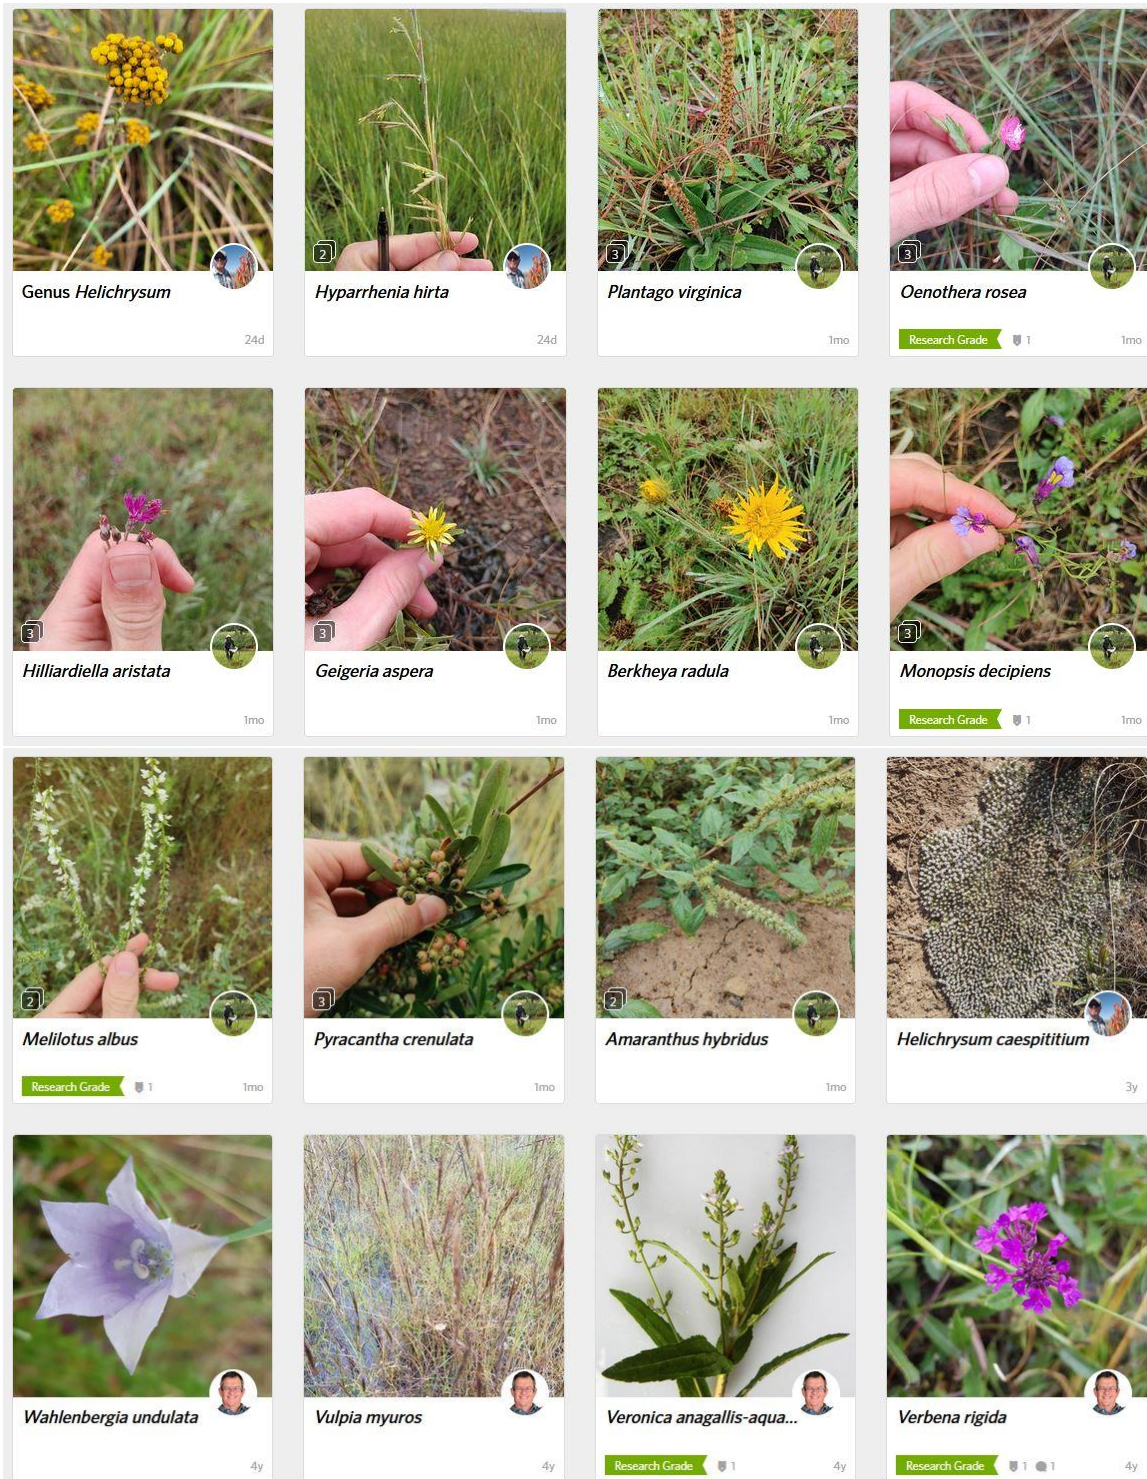 Genus Helichrysum
24d
2
Hyparrhenia hirta
24d
3
Plantago virginica
1mo
3
Oenothera rosea
Research Grade 1 1mo
3
Hilliardiella aristata
1mo
3
Geigeria aspera
1mo
Berkheya radula
1mo
3
Monopsis decipiens
Research Grade 1 1mo
2
Melilotus albus
Research Grade 1 1mo
3
Pyracantha crenulata
1mo
2
Amaranthus hybridus
1mo
Helichrysum caespititium
3y
Wahlenbergia undulata
4y
Vulpia myuros
4y
Veronica anagallis-aqua...
Research Grade 1 4y
Verbena rigida
Research Grade 1 1 4y